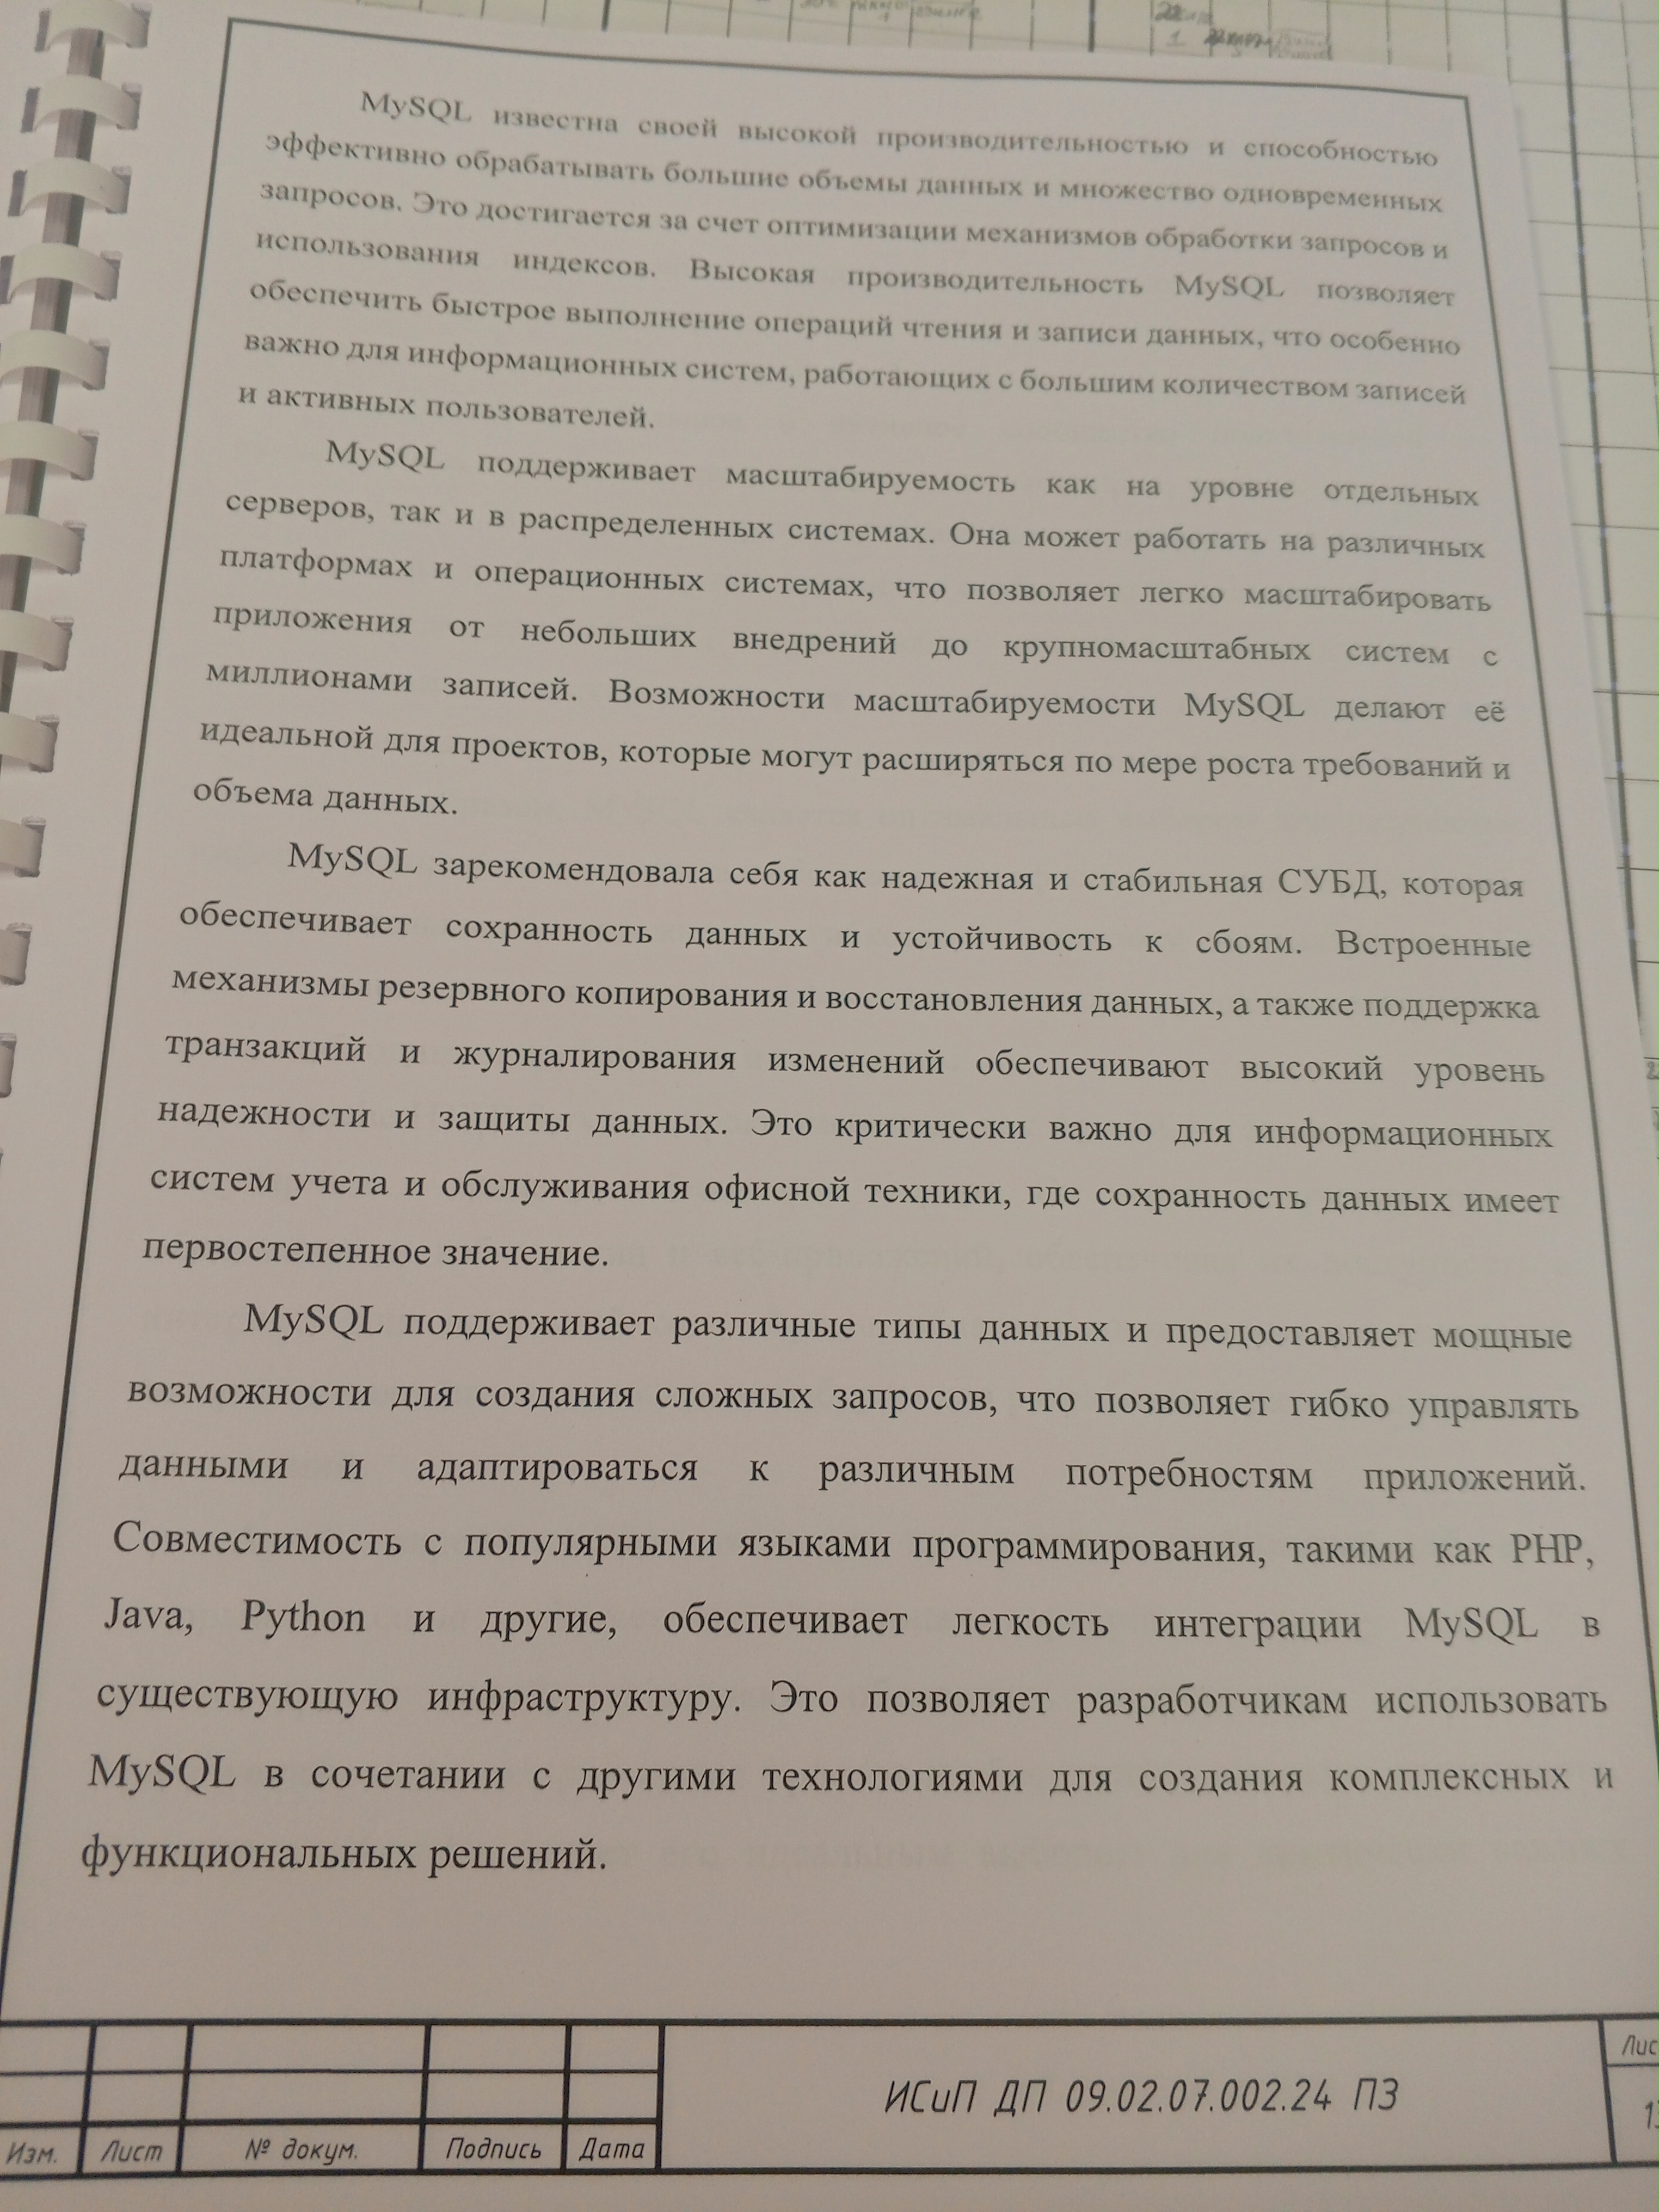 MySQL известна своей высокой производительностью и способностью
эффективно обрабатывать большие объемы данных и множество одновременных
запросов. Это достигается за счет оптимизации механизмов обработки запросов и
использования индексов. Высокая производительность MySQL позволяет
обеспечить быстрое выполнение операций чтения и записи данных, что особенно
важно для информационных систем, работающих с большим количеством записей
и активных пользователей.
MySQL поддерживает масштабируемость как на уровне отдельных
серверов, так и в распределенных системах. Она может работать на различных
платформах и операционных системах, что позволяет легко масштабировать
приложения от небольших внедрений до крупномасштабных систем с
миллионами записей. Возможности масштабируемости MySQL делают её
идеальной для проектов, которые могут расширяться по мере роста требований и
объема данных.
MySQL зарекомендовала себя как надежная и стабильная СУБД, которая
обеспечивает сохранность данных и устойчивость к сбоям. Встроенные
механизмы резервного копирования и восстановления данных, а также поддержка
транзакций и журналирования изменений обеспечивают высокий уровень
надежности и защиты данных. Это критически важно для информационных
систем учета и обслуживания офисной техники, где сохранность данных имеет
первостепенное значение.
MySQL поддерживает различные типы данных и предоставляет мощные
возможности для создания сложных запросов, что позволяет гибко управлять
данными и адаптироваться к различным потребностям приложений.
Совместимость с популярными языками программирования, такими как PHP,
Java, Python и другие, обеспечивает легкость интеграции MySQL в
существующую инфраструктуру. Это позволяет разработчикам использовать
MySQL в сочетании с другими технологиями для создания комплексных и
функциональных решений.
ИСиП ДП 09.02.07.002.24 ПЗ
Изм. Лист № докум. Подпись Дата